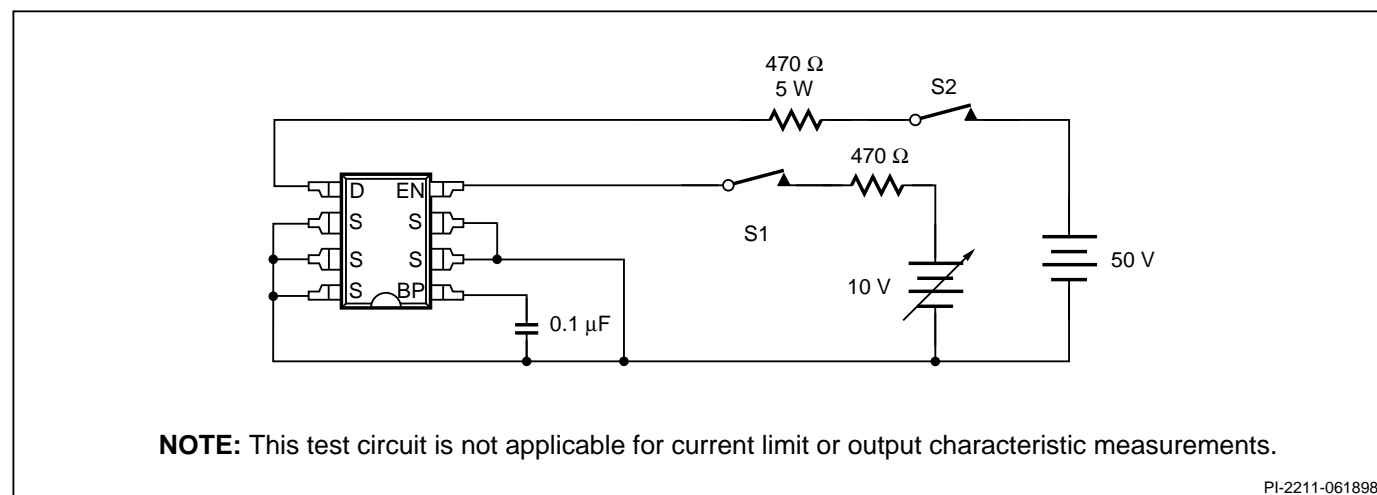 470 Ω
5 W
S2
470 Ω
D EN
S S
S1
S S
50 V
S BP
10 V
0.1 μF
NOTE: This test circuit is not applicable for current limit or output characteristic measurements.
PI-2211-061898